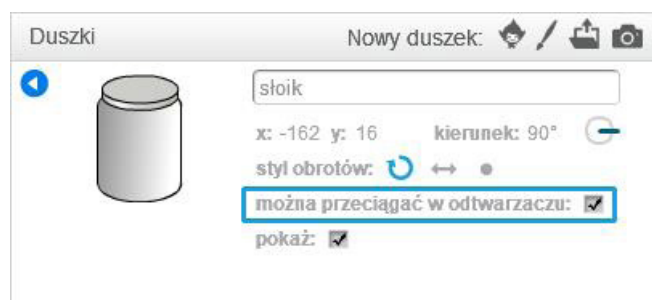 Duszki Nowy duszek:
słoik
x: -162 y: 16 kierunek: 90°
styl obrotów:
można przeciągać w odtwarzaczu:
pokaż: